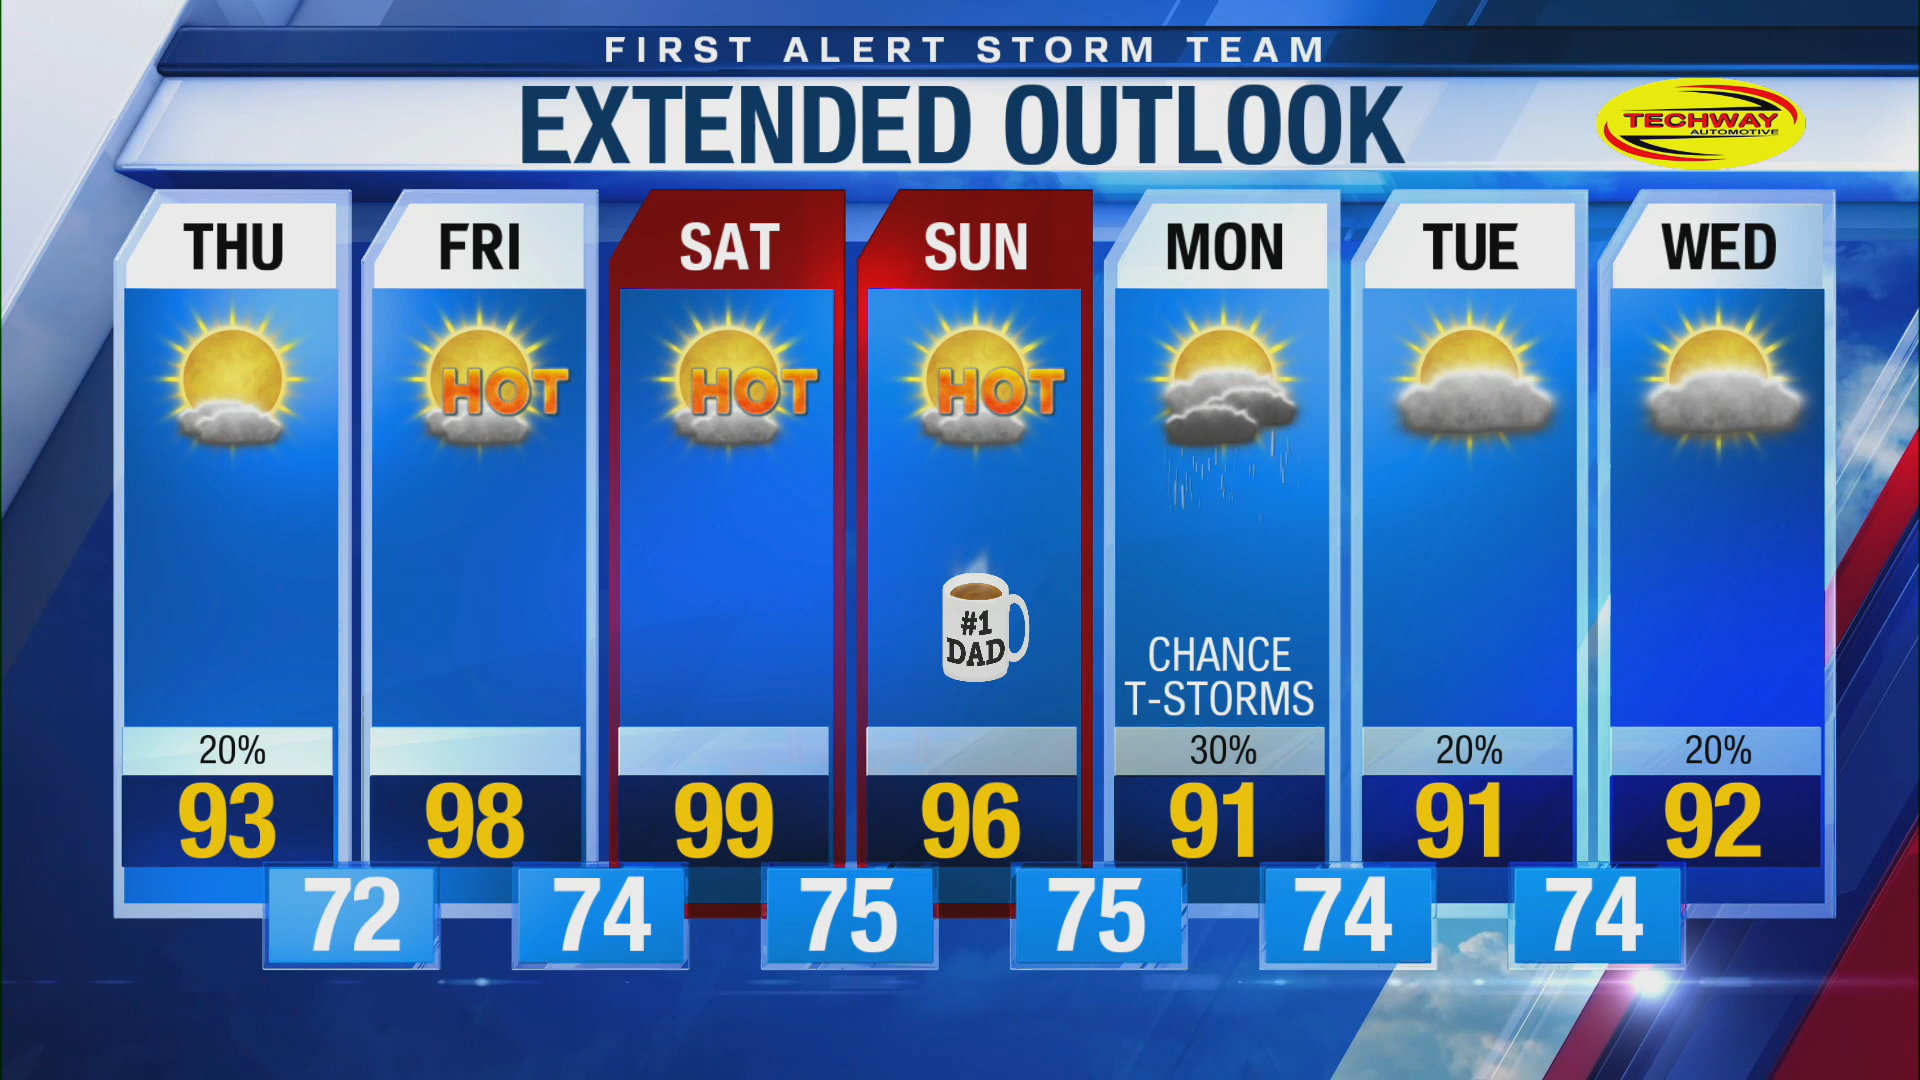 FIRST ALERT STORM TEAM
EXTENDED OUTLOOK
TECHWAY
AUTOMOTIVE
THU
FRI
SAT
SUN
MON
TUE
WED
HOT
HOT
HOT
#1
DAD
CHANCE
T-STORMS
20%
30%
20%
20%
93
98
99
96
91
91
92
72
74
75
75
74
74